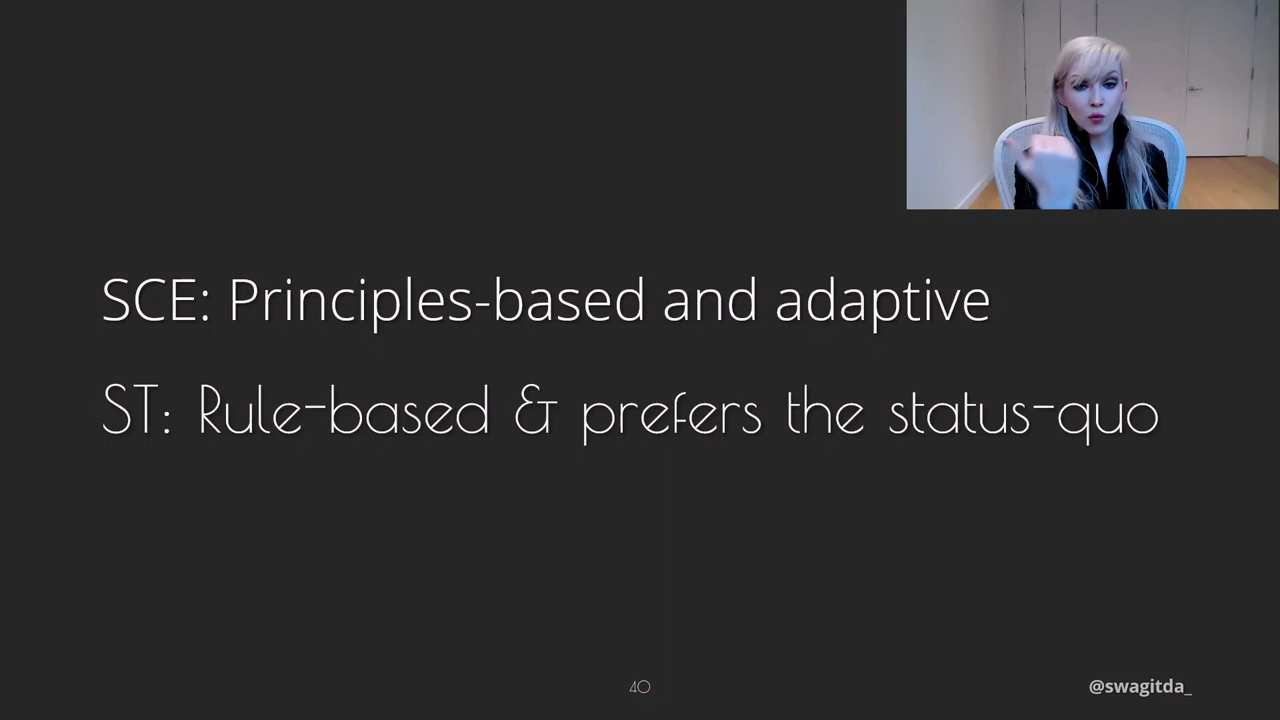 SCE: Principles-based and adaptive
ST: Rule-based & prefers the status-quo
40
@swagitda_